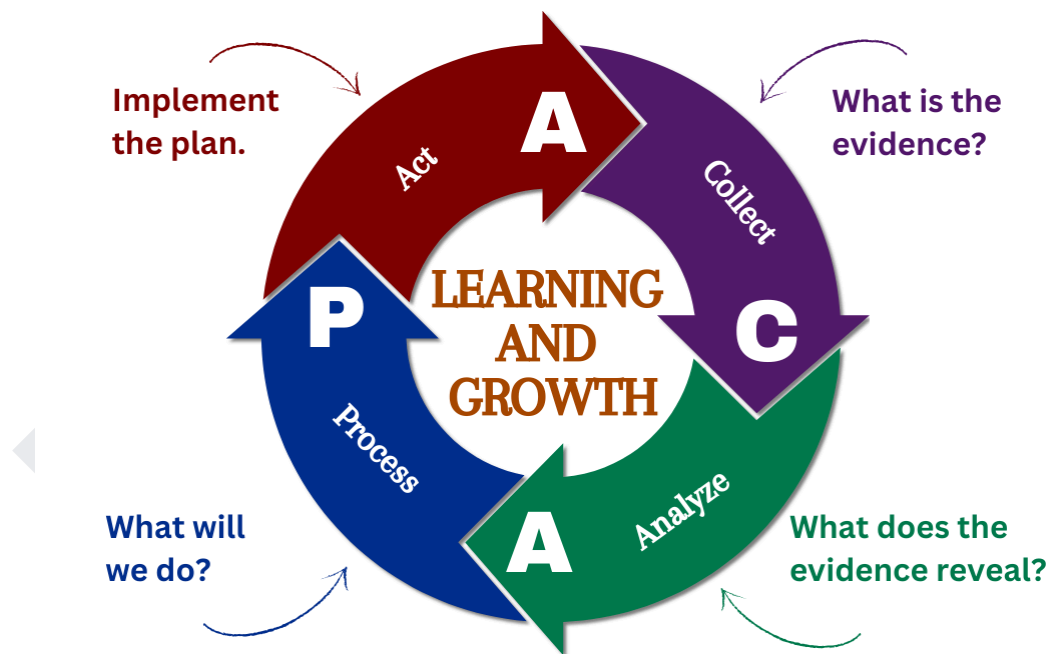 Implement
the plan.
Act
A
What is the
evidence?
Collect
C
LEARNING
AND
GROWTH
What does the
evidence reveal?
Analyze
A
What will
we do?
Process
P